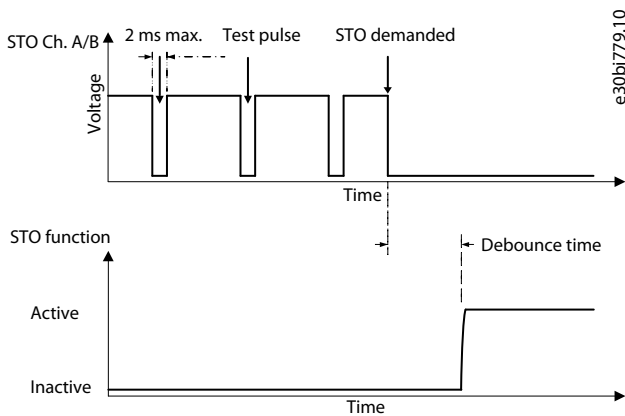 STO Ch. A/B
2 ms max.
Test pulse
STO demanded
e30bi779.10
Voltage
Time
STO function
Debounce time
Active
Inactive
Time